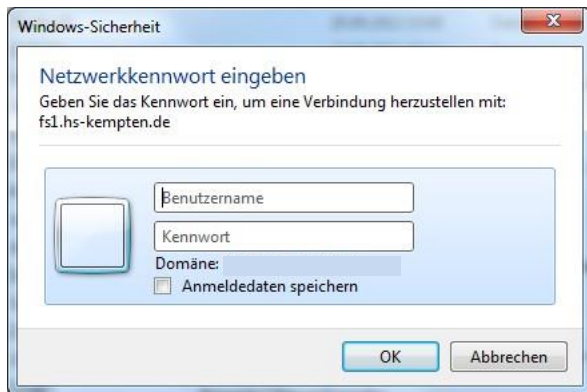 Windows-Sicherheit
Netzwerkkennwort eingeben
Geben Sie das Kennwort ein, um eine Verbindung herzustellen mit:
fs1.hs-kempten.de
Benutzername
Kennwort
Domäne:
Anmeldedaten speichern
OK Abbrechen